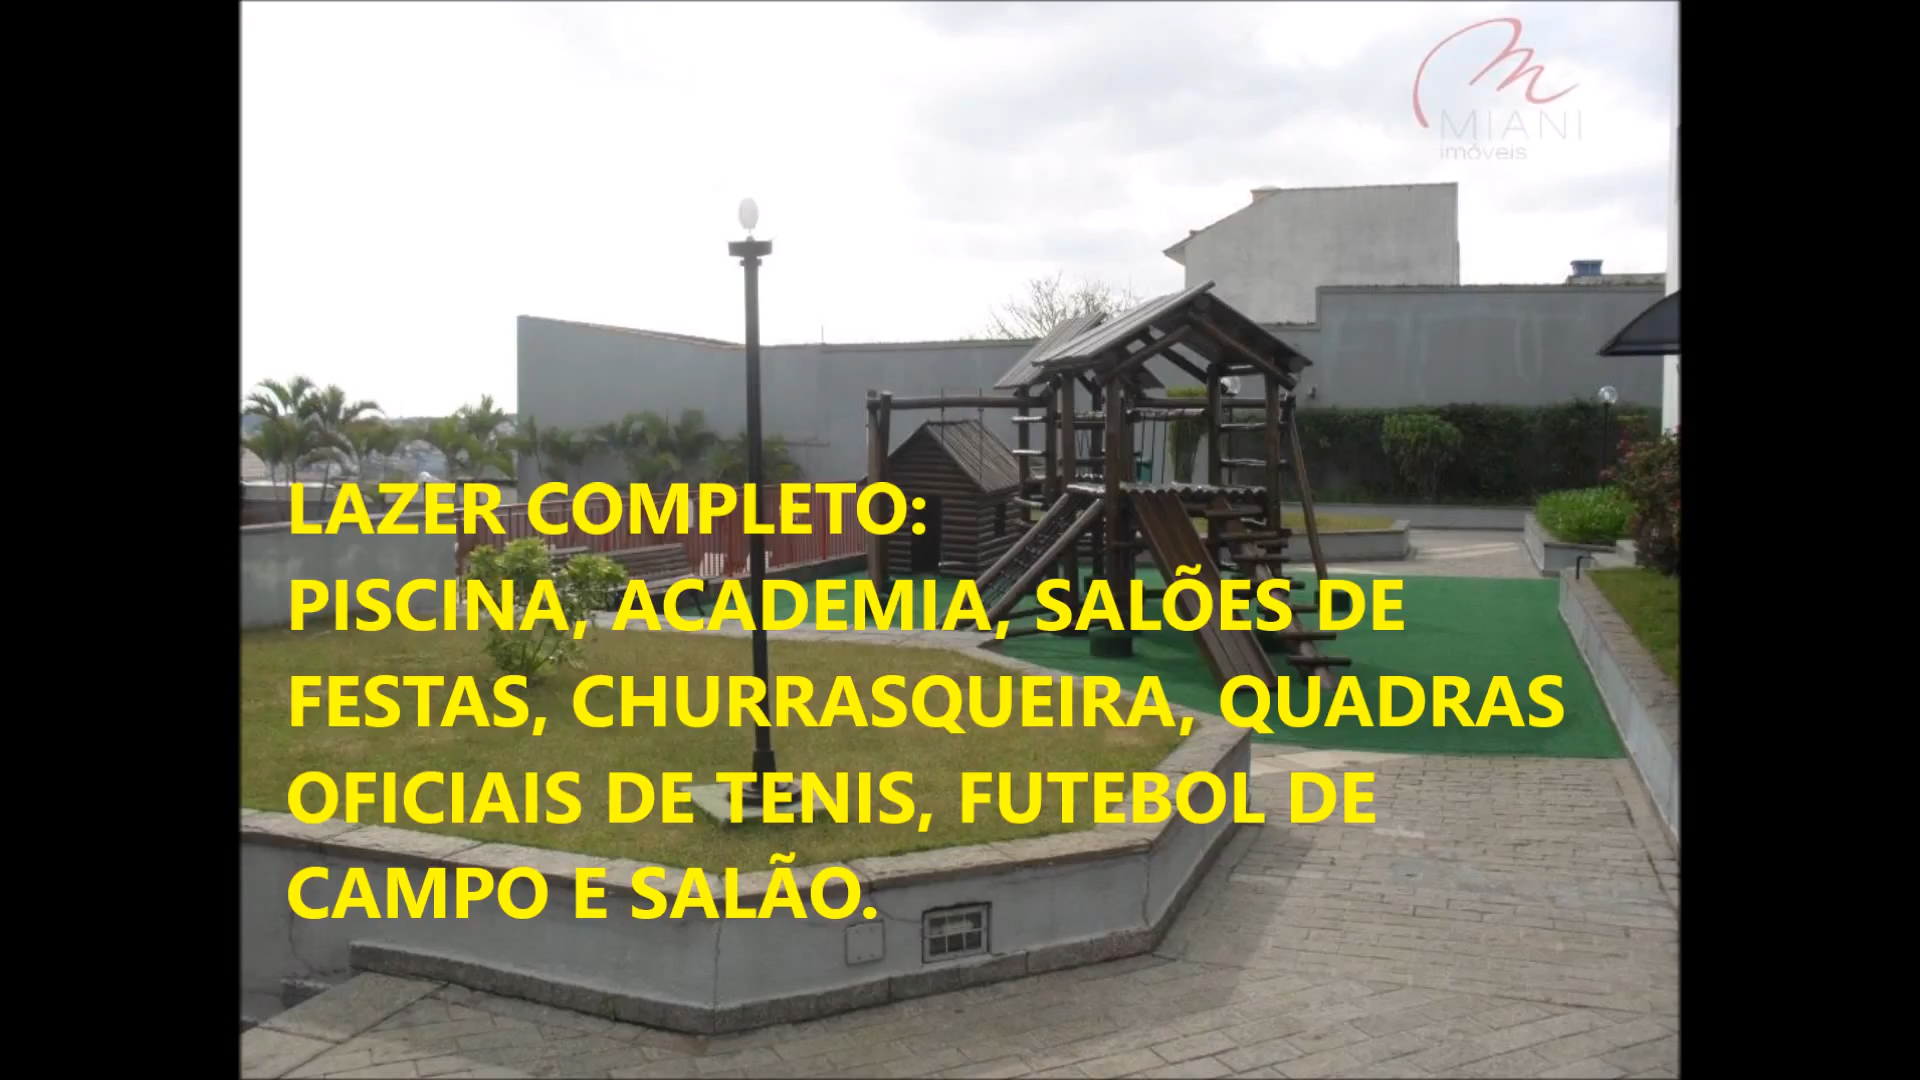 MIANI
imóveis
LAZER COMPLETO:
PISCINA, ACADEMIA, SALÕES DE
FESTAS, CHURRASQUEIRA, QUADRAS
OFICIAIS DE TENIS, FUTEBOL DE
CAMPO E SALÃO.